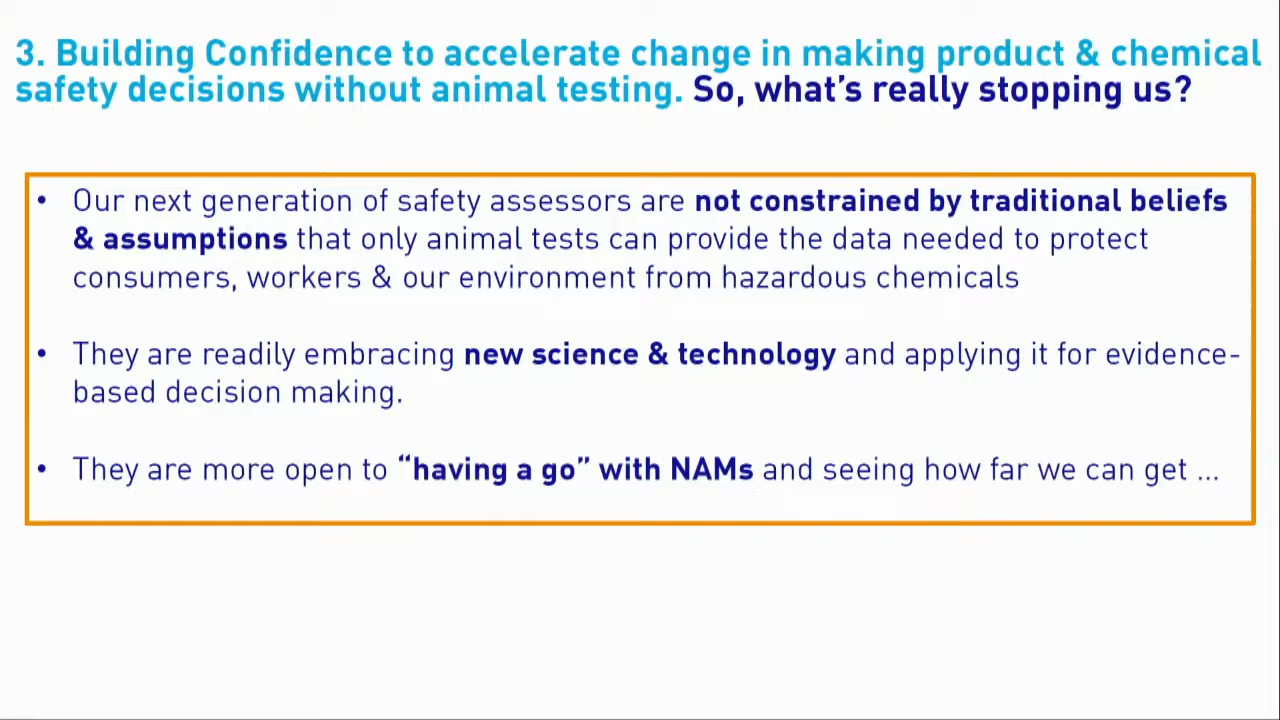 3. Building Confidence to accelerate change in making product & chemical
safety decisions without animal testing. So, what's really stopping us?
• Our next generation of safety assessors are not constrained by traditional beliefs
& assumptions that only animal tests can provide the data needed to protect
consumers, workers & our environment from hazardous chemicals
• They are readily embracing new science & technology and applying it for evidence-
based decision making.
• They are more open to “having a go” with NAMs and seeing how far we can get ...